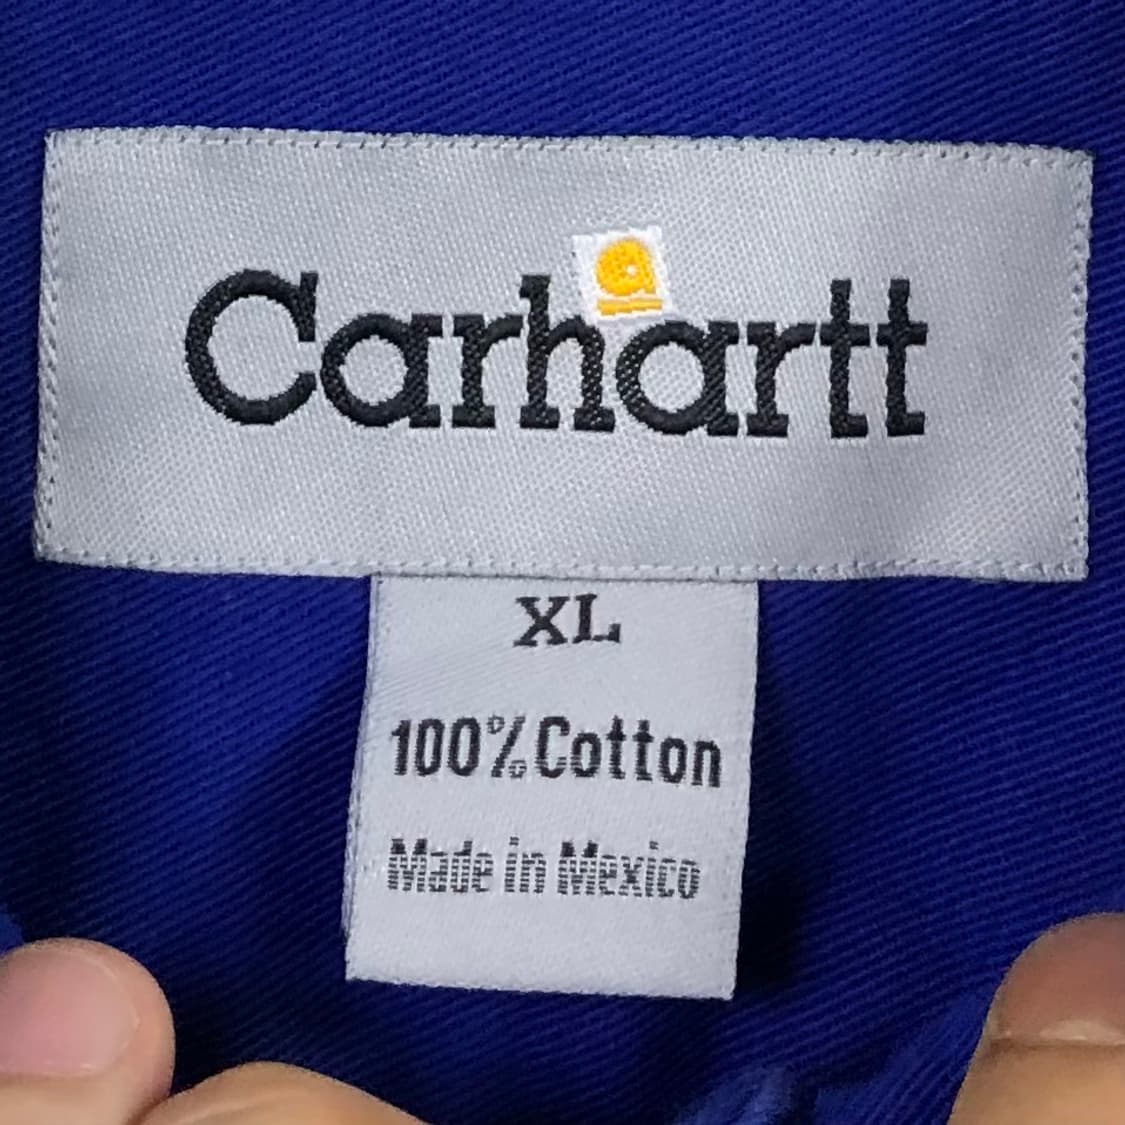 Carhartt
XL
100% Cotton
Made in Mexico